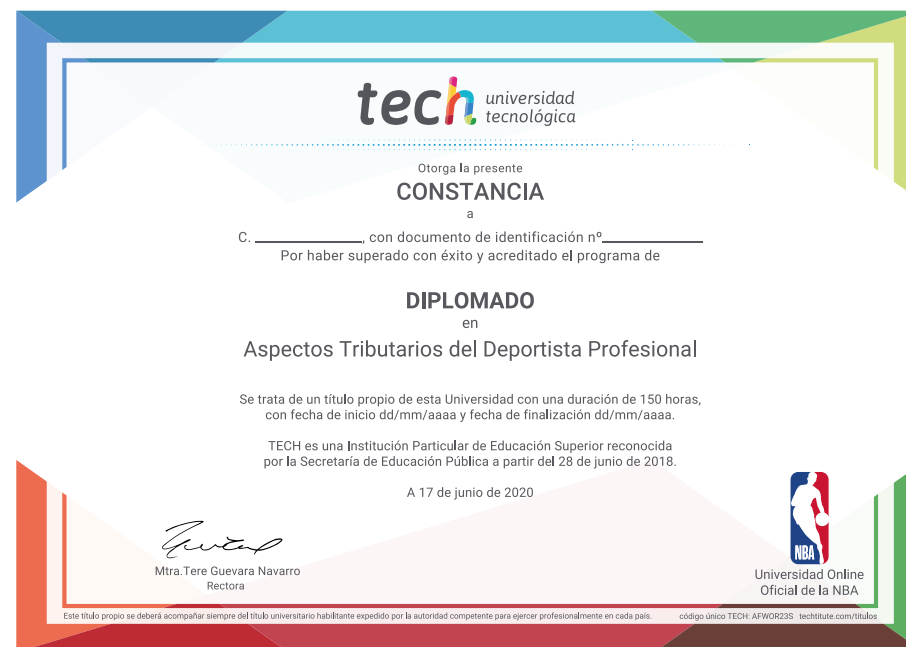 tech universidad
tecnológica
Otorga la presente
CONSTANCIA
a
C. ____________, con documento de identificación nº____________
Por haber superado con éxito y acreditado el programa de
DIPLOMADO
en
Aspectos Tributarios del Deportista Profesional
Se trata de un título propio de esta Universidad con una duración de 150 horas,
con fecha de inicio dd/mm/aaaa y fecha de finalización dd/mm/aaaa.
TECH es una Institución Particular de Educación Superior reconocida
por la Secretaría de Educación Pública a partir del 28 de junio de 2018.
A 17 de junio de 2020
Mtra.Tere Guevara Navarro
Rectora
NBA
Universidad Online
Oficial de la NBA
Este título propio se deberá acompañar siempre del título universitario habilitante expedido por la autoridad competente para ejercer profesionalmente en cada país. código único TECH: AFWOR23S techtitute.com/titulos